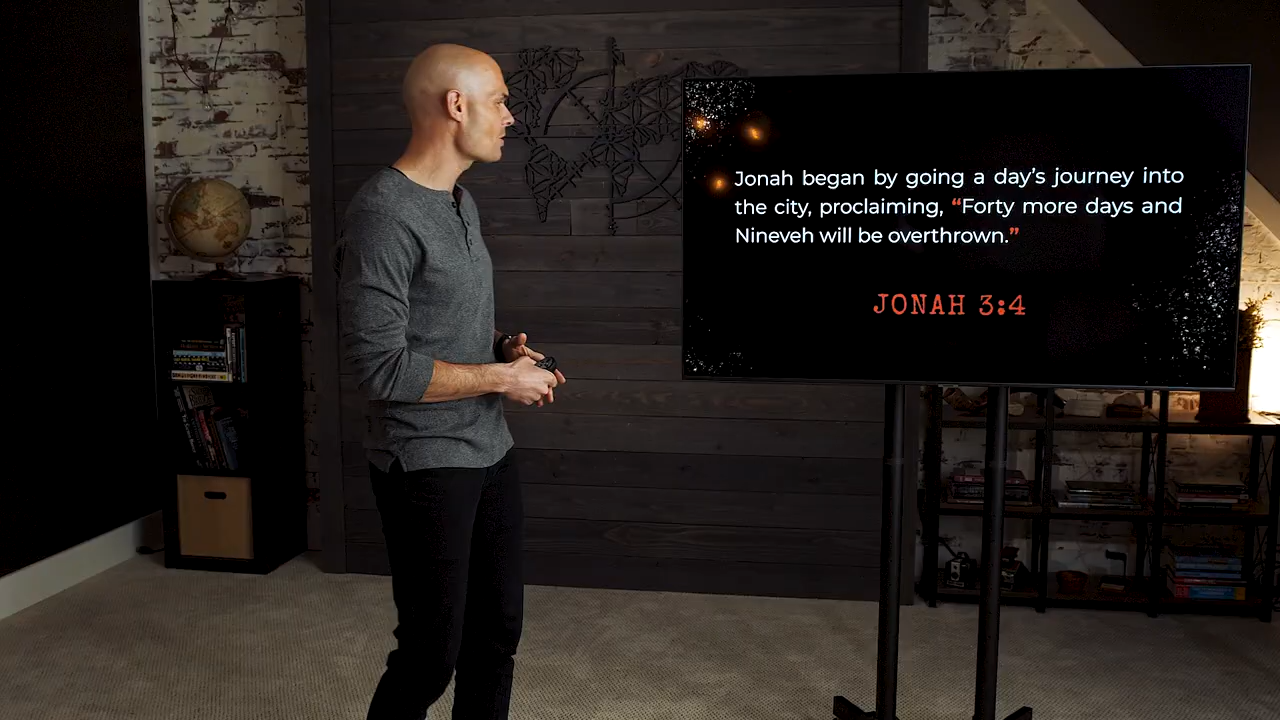 Jonah began by going a day’s journey into
the city, proclaiming, “Forty more days and
Nineveh will be overthrown.”
JONAH 3:4